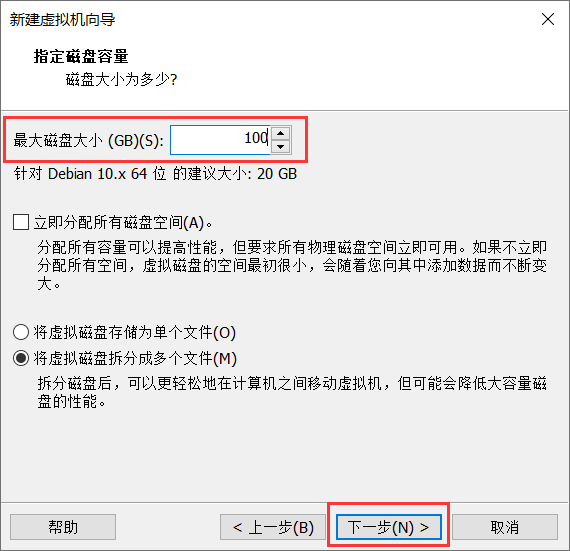 新建虚拟机向导
指定磁盘容量
磁盘大小为多少?
最大磁盘大小 (GB)(S): 100
针对 Debian 10.x 64 位 的建议大小: 20 GB
立即分配所有磁盘空间(A)。
分配所有容量可以提高性能，但要求所有物理磁盘空间立即可用。如果不立即
分配所有空间，虚拟磁盘的空间最初很小，会随着您向其中添加数据而不断变
大。
将虚拟磁盘存储为单个文件(O)
将虚拟磁盘拆分成多个文件(M)
拆分磁盘后，可以更轻松地在计算机之间移动虚拟机，但可能会降低大容量磁
盘的性能。
帮助 < 上一步(B) 下一步(N) > 取消